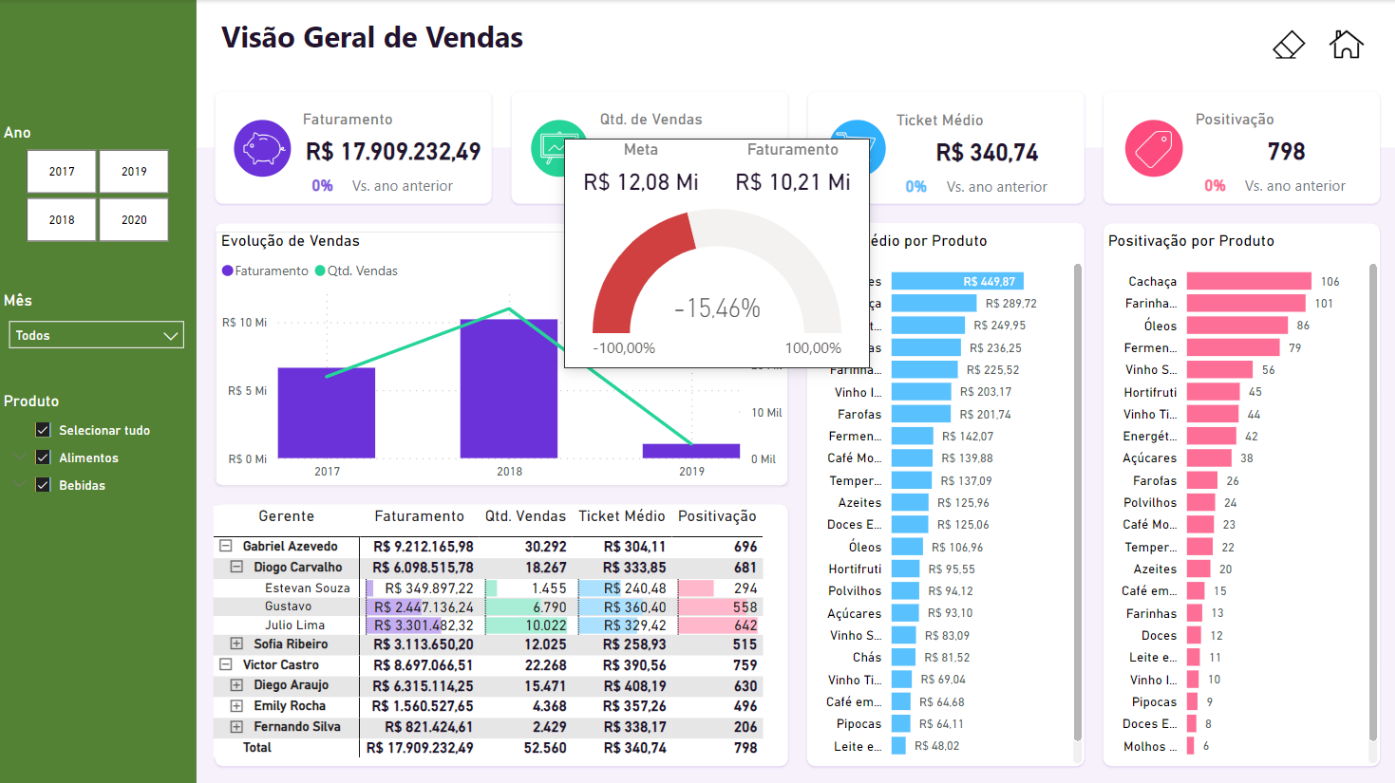 Visão Geral de Vendas
Ano
2017 2019
2018 2020
Mês
Todos
Produto
Selecionar tudo
Alimentos
Bebidas
Faturamento
R$ 17.909.232,49
0% Vs. ano anterior
Qtd. de Vendas
Ticket Médio
R$ 340,74
0% Vs. ano anterior
Positivação
798
0% Vs. ano anterior
Meta Faturamento
R$ 12,08 Mi R$ 10,21 Mi
-15.46%
-100,00% 100,00%
Evolução de Vendas
Faturamento Qtd. Vendas
R$ 10 Mi
R$ 5 Mi
R$ 0 Mi
10 Mil
0 Mil
2017 2018 2019
Gerente Faturamento Qtd. Vendas Ticket Médio Positivação
Gabriel Azevedo R$ 9.212.165,98 30.292 R$ 304,11 696
Diogo Carvalho R$ 6.098.515,78 18.267 R$ 333,85 681
Estevan Souza R$ 349.897,22 1.455 R$ 240,48 294
Gustavo R$ 2.447.136,24 6.790 R$ 360,40 558
Julio Lima R$ 3.301.482,32 10.022 R$ 329,42 642
Sofia Ribeiro R$ 3.113.650,20 12.025 R$ 258,93 515
Victor Castro R$ 8.697.066,51 22.268 R$ 390,56 759
Diego Araujo R$ 6.315.114,25 15.471 R$ 408,19 630
Emily Rocha R$ 1.560.527,65 4.368 R$ 357,26 496
Fernando Silva R$ 821.424,61 2.429 R$ 338,17 206
Total R$ 17.909.232,49 52.560 R$ 340,74 798
édio por Produto
es R$ 449,87
ça R$ 289,72
t... R$ 249,95
as R$ 236,25
Farinha... R$ 225,52
Vinho I... R$ 203,17
Farofas R$ 201,74
Fermen... R$ 142,07
Café Mo... R$ 139,88
Temper... R$ 137,09
Azeites R$ 125,96
Doces E... R$ 125,06
Óleos R$ 106,96
Hortifruti R$ 95,55
Polvilhos R$ 94,12
Açúcares R$ 93,10
Vinho S... R$ 83,09
Chás R$ 81,52
Vinho Ti... R$ 69,04
Café em... R$ 64,68
Pipocas R$ 64,11
Leite e... R$ 48,02
Positivação por Produto
Cachaça 106
Farinha... 101
Óleos 86
Fermen... 79
Vinho S... 56
Hortifruti 45
Vinho Ti... 44
Energét... 42
Açúcares 38
Farofas 26
Polvilhos 24
Café Mo... 23
Temper... 22
Azeites 20
Café em... 15
Farinhas 13
Doces 12
Leite e... 11
Vinho I... 10
Pipocas 9
Doces E... 8
Molhos ... 6